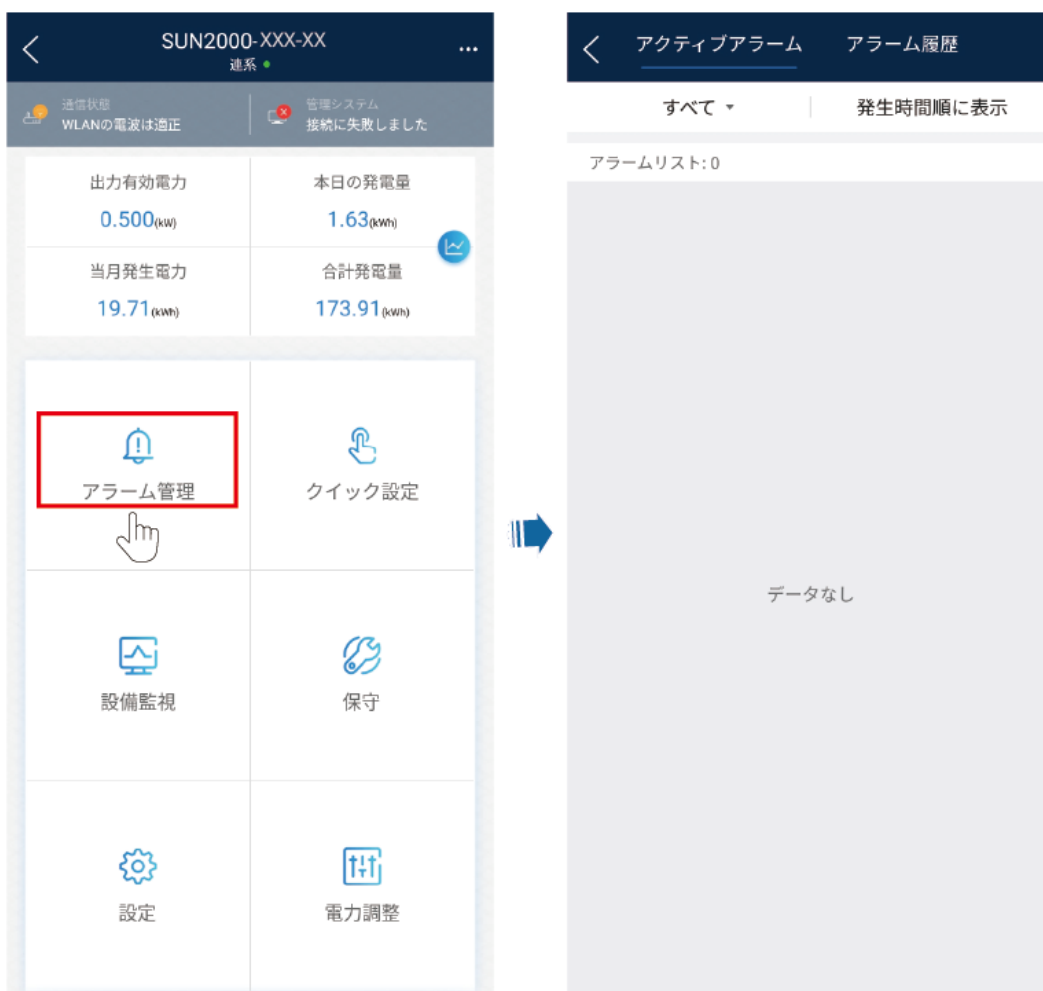 SUN2000-XXX-XX
連系
通信状態
WLANの電波は適正
管理システム
接続に失敗しました
出力有効電力
0.500(kW)
本日の発電量
1.63(kWh)
当月発生電力
19.71(kWh)
合計発電量
173.91(kWh)
アラーム管理
クイック設定
設備監視
保守
設定
電力調整
アクティブアラーム
アラーム履歴
すべて
発生時間順に表示
アラームリスト: 0
データなし